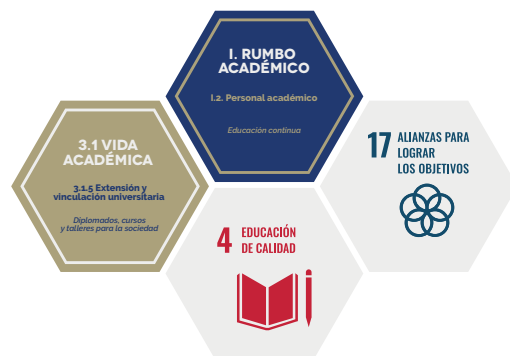 I. RUMBO
ACADÉMICO
I.2. Personal académico
Educación continua
3.1 VIDA
ACADÉMICA
3.1.5 Extensión y
vinculación universitaria
Diplomados, cursos
y talleres para la sociedad
17 ALIANZAS PARA
LOGRAR
LOS OBJETIVOS
4 EDUCACIÓN
DE CALIDAD